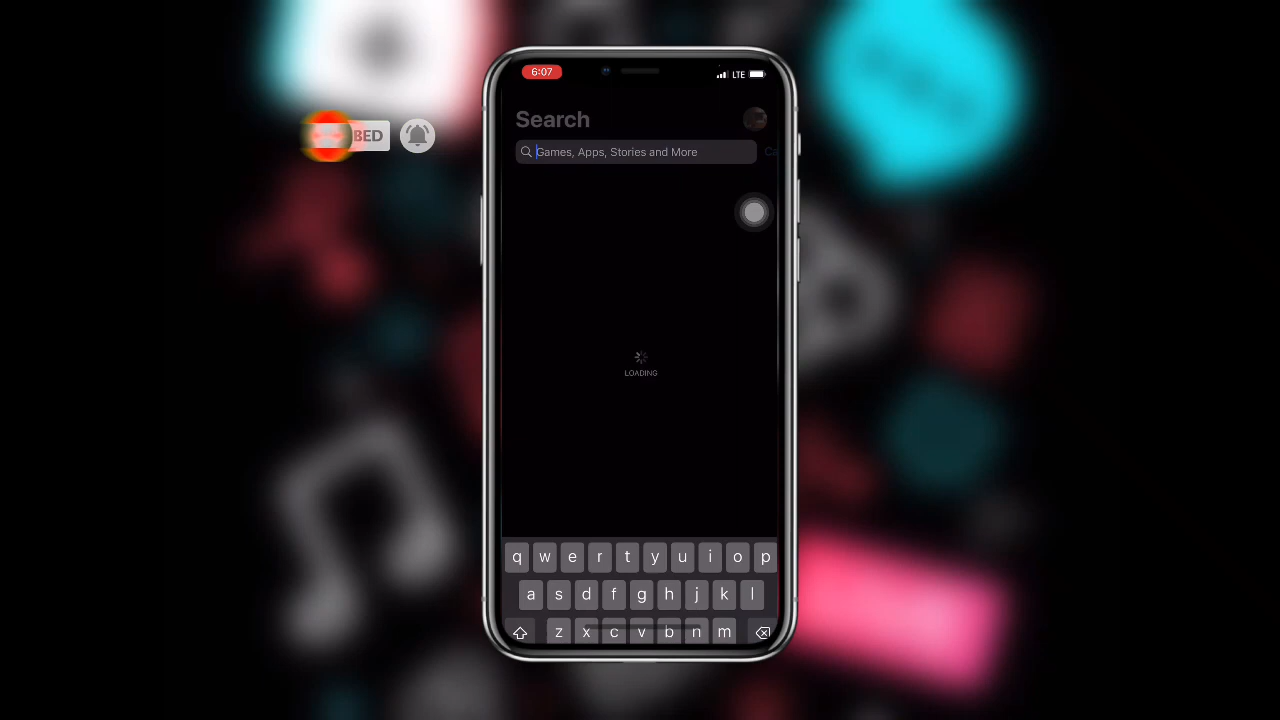 6:07
LTE
Search
Games, Apps, Stories and More
BED
LOADING
q w e r t y u i o p
a s d f g h j k l
z x c v b n m